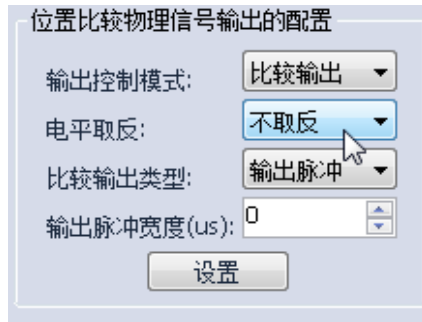 位置比较物理信号输出的配置
输出控制模式: 比较输出
电平取反: 不取反
比较输出类型: 输出脉冲
输出脉冲宽度(us): 0
设置